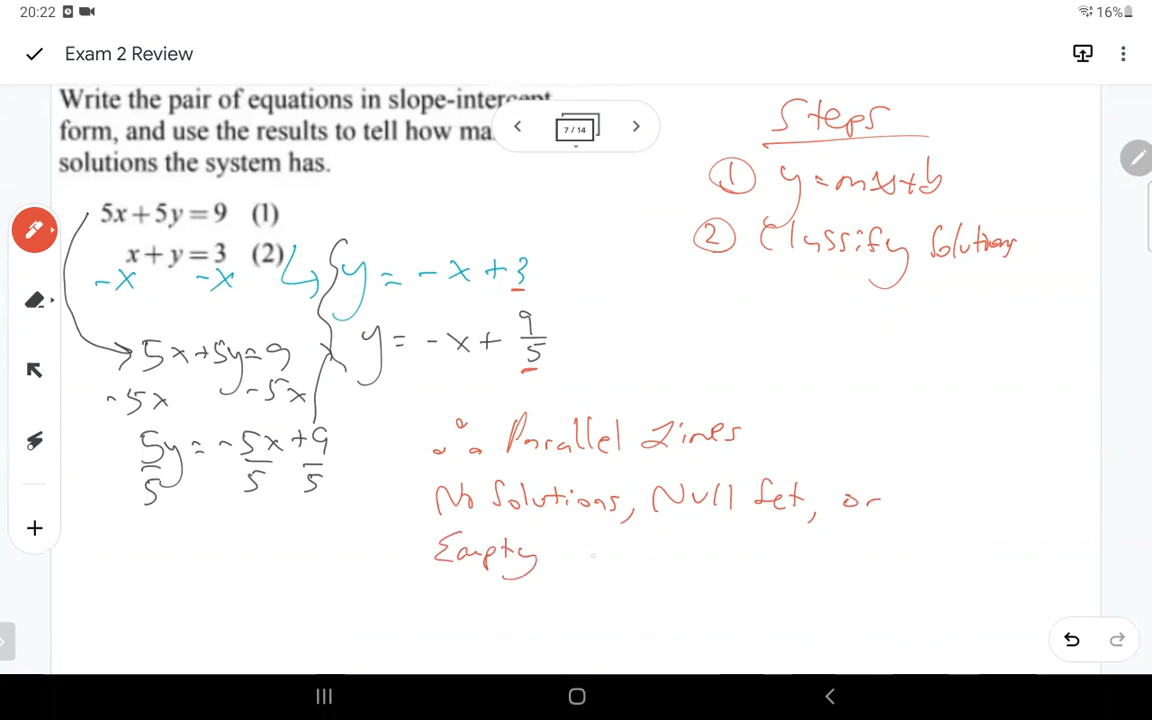 20:22 16%
Exam 2 Review
7 / 14
Write the pair of equations in slope-intercept
form, and use the results to tell how ma
solutions the system has.
5x + 5y = 9 (1)
x + y = 3 (2)
-x -x
y = -x + 3
5x + 5y = 9
-5x -5x
5y = -5x + 9
5 5 5
y = -x + 9/5
Steps
① y = mx + b
② Classify Solutions
∴ Parallel Lines
No Solutions, Null Set, or
Empty